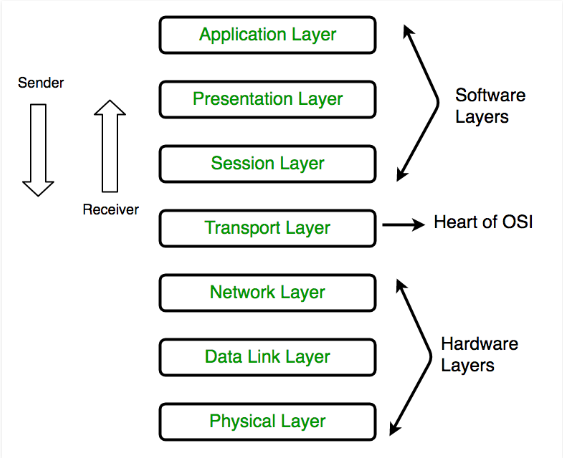 Application Layer
Sender
Presentation Layer
Software
Layers
Session Layer
Receiver
Transport Layer
Heart of OSI
Network Layer
Hardware
Layers
Data Link Layer
Physical Layer